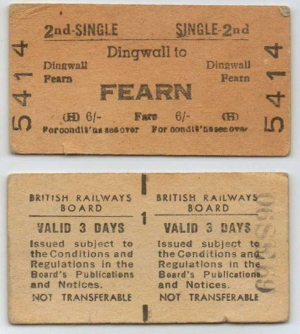 2nd-SINGLE SINGLE-2nd
Dingwall to
Dingwall Dingwall
Fearn Fearn
FEARN
(H) 6/- Fare 6/- (H)
For condit'ns see over For condit'ns see over
5414 5414
BRITISH RAILWAYS BOARD
VALID 3 DAYS
Issued subject to
the Conditions and
Regulations in the
Board's Publications
and Notices.
NOT TRANSFERABLE
1
BRITISH RAILWAYS BOARD
VALID 3 DAYS
Issued subject to
the Conditions and
Regulations in the
Board's Publications
and Notices.
NOT TRANSFERABLE